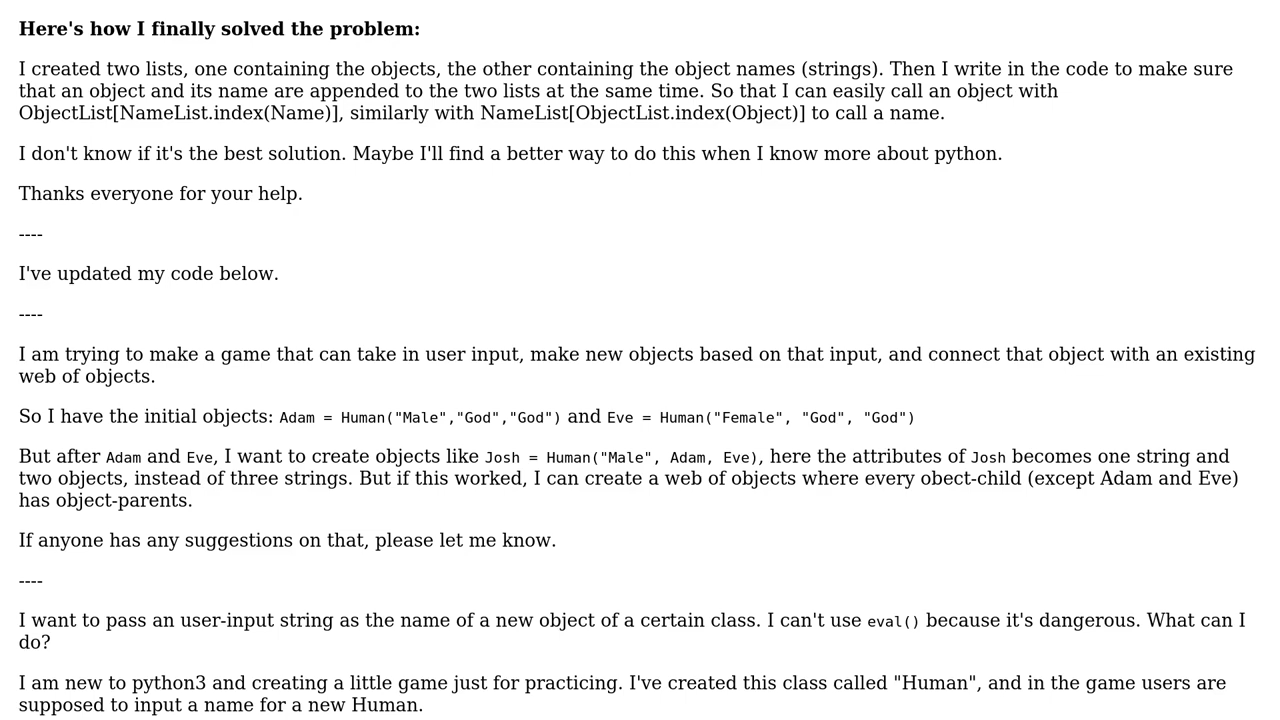 Here's how I finally solved the problem:
I created two lists, one containing the objects, the other containing the object names (strings). Then I write in the code to make sure
that an object and its name are appended to the two lists at the same time. So that I can easily call an object with
ObjectList[NameList.index(Name)], similarly with NameList[ObjectList.index(Object)] to call a name.
I don't know if it's the best solution. Maybe I'll find a better way to do this when I know more about python.
Thanks everyone for your help.
----
I've updated my code below.
----
I am trying to make a game that can take in user input, make new objects based on that input, and connect that object with an existing
web of objects.
So I have the initial objects: Adam = Human("Male","God","God") and Eve = Human("Female", "God", "God")
But after Adam and Eve, I want to create objects like Josh = Human("Male", Adam, Eve), here the attributes of Josh becomes one string and
two objects, instead of three strings. But if this worked, I can create a web of objects where every obect-child (except Adam and Eve)
has object-parents.
If anyone has any suggestions on that, please let me know.
----
I want to pass an user-input string as the name of a new object of a certain class. I can't use eval() because it's dangerous. What can I
do?
I am new to python3 and creating a little game just for practicing. I've created this class called "Human", and in the game users are
supposed to input a name for a new Human.